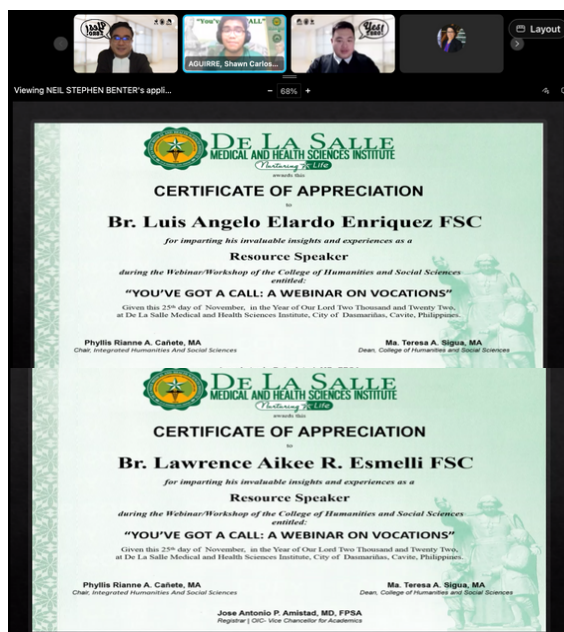 "You' ALL"
AGUIRRE, Shawn Carlos...
Yes!
Layout
Viewing NEIL STEPHEN BENTER's appli...
− 68% +
DE LA SALLE
MEDICAL AND HEALTH SCIENCES INSTITUTE
Nurturing Life
awards this
CERTIFICATE OF APPRECIATION
to
Br. Luis Angelo Elardo Enriquez FSC
for imparting his invaluable insights and experiences as a
Resource Speaker
during the Webinar/Workshop of the College of Humanities and Social Sciences
entitled:
"YOU'VE GOT A CALL: A WEBINAR ON VOCATIONS"
Given this 25th day of November, in the Year of Our Lord Two Thousand and Twenty Two,
at De La Salle Medical and Health Sciences Institute, City of Dasmariñas, Cavite, Philippines.
Phyllis Rianne A. Cañete, MA Ma. Teresa A. Sigua, MA
Chair, Integrated Humanities And Social Sciences Dean, College of Humanities and Social Sciences
DE LA SALLE
MEDICAL AND HEALTH SCIENCES INSTITUTE
Nurturing Life
awards this
CERTIFICATE OF APPRECIATION
to
Br. Lawrence Aikee R. Esmelli FSC
for imparting his invaluable insights and experiences as a
Resource Speaker
during the Webinar/Workshop of the College of Humanities and Social Sciences
entitled:
"YOU'VE GOT A CALL: A WEBINAR ON VOCATIONS"
Given this 25th day of November, in the Year of Our Lord Two Thousand and Twenty Two,
at De La Salle Medical and Health Sciences Institute, City of Dasmariñas, Cavite, Philippines.
Phyllis Rianne A. Cañete, MA Ma. Teresa A. Sigua, MA
Chair, Integrated Humanities And Social Sciences Dean, College of Humanities and Social Sciences
Jose Antonio P. Amistad, MD, FPSA
Registrar | OIC- Vice Chancellor for Academics